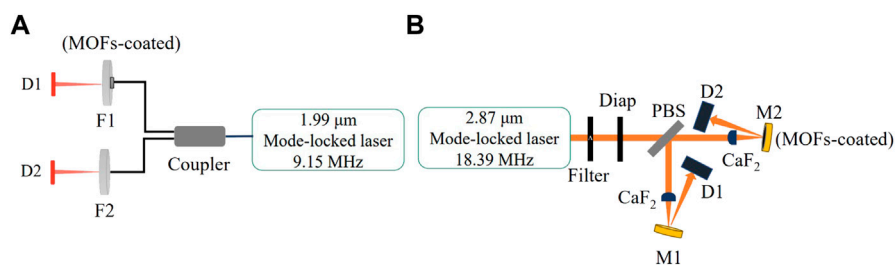 A
(MOFs-coated)
D1
F1
D2
F2
Coupler
1.99 μm
Mode-locked laser
9.15 MHz
B
2.87 μm
Mode-locked laser
18.39 MHz
Filter
Diap
PBS
D2
M2
(MOFs-coated)
CaF₂
D1
CaF₂
M1